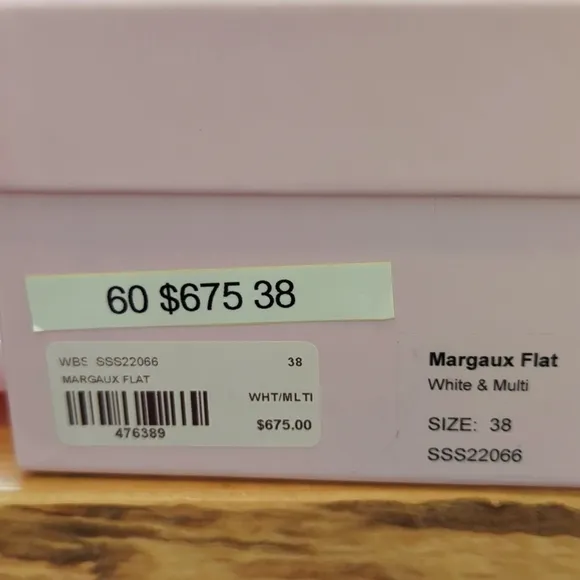 60 $675 38
WBS SSS22066 38
MARGAUX FLAT
WHT/MLTI
476389
$675.00
Margaux Flat
White & Multi
SIZE: 38
SSS22066